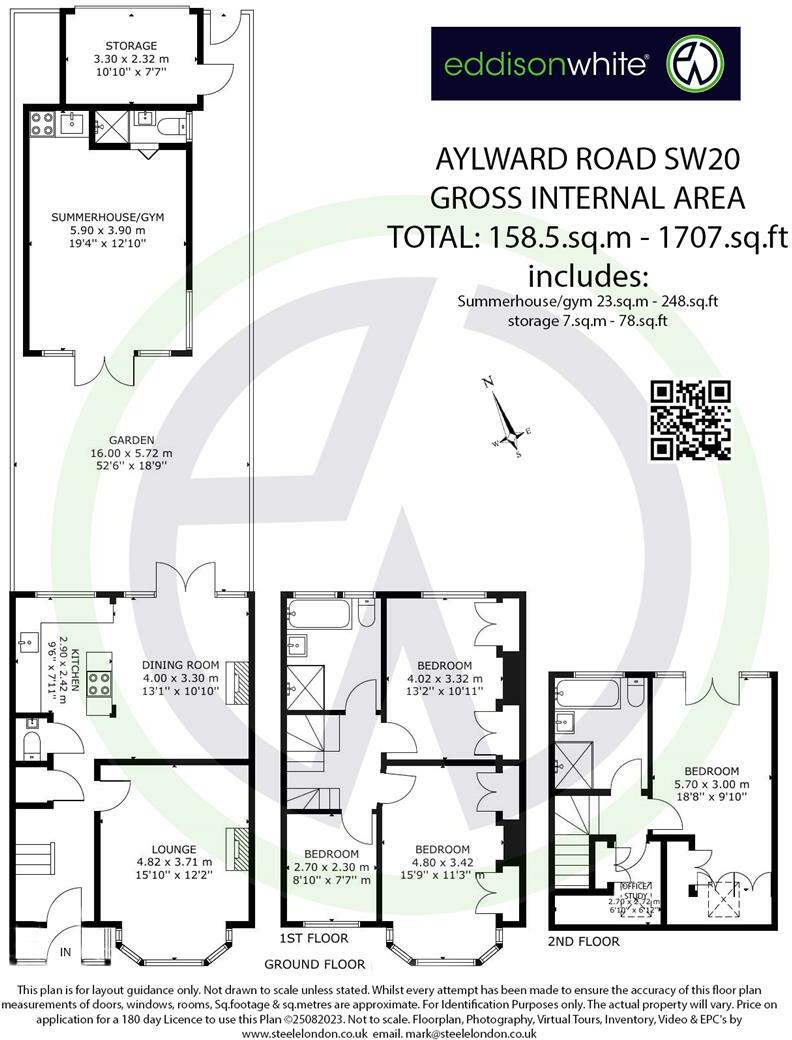 STORAGE
3.30 x 2.32 m
10'10" x 7'7"
eddisonwhite®
AYLWARD ROAD SW20
GROSS INTERNAL AREA
TOTAL: 158.5.sq.m - 1707.sq.ft
includes:
Summerhouse/gym 23.sq.m - 248.sq.ft
storage 7.sq.m - 78.sq.ft
SUMMERHOUSE/GYM
5.90 x 3.90 m
19'4" x 12'10"
N
W E
S
GARDEN
16.00 x 5.72 m
52'6" x 18'9"
KITCHEN
2.90 x 2.42 m
9'6" x 7'11"
DINING ROOM
4.00 x 3.30 m
13'1" x 10'10"
BEDROOM
4.02 x 3.32 m
13'2" x 10'11"
BEDROOM
5.70 x 3.00 m
18'8" x 9'10"
LOUNGE
4.82 x 3.71 m
15'10" x 12'2"
BEDROOM
2.70 x 2.30 m
8'10" x 7'7" m
BEDROOM
4.80 x 3.42
15'9" x 11'3" m
OFFICE/
STUDY
2.70 x 2.72 m
6'10" x 6'12"
IN
1ST FLOOR
2ND FLOOR
GROUND FLOOR
This plan is for layout guidance only. Not drawn to scale unless stated. Whilst every attempt has been made to ensure the accuracy of this floor plan
measurements of doors, windows, rooms, Sq.footage & sq.metres are approximate. For Identification Purposes only. The actual property will vary. Price on
application for a 180 day Licence to use this Plan ©25082023. Not to scale. Floorplan, Photography, Virtual Tours, Inventory, Video & EPC's by
www.steelelondon.co.uk email. mark@steelelondon.co.uk